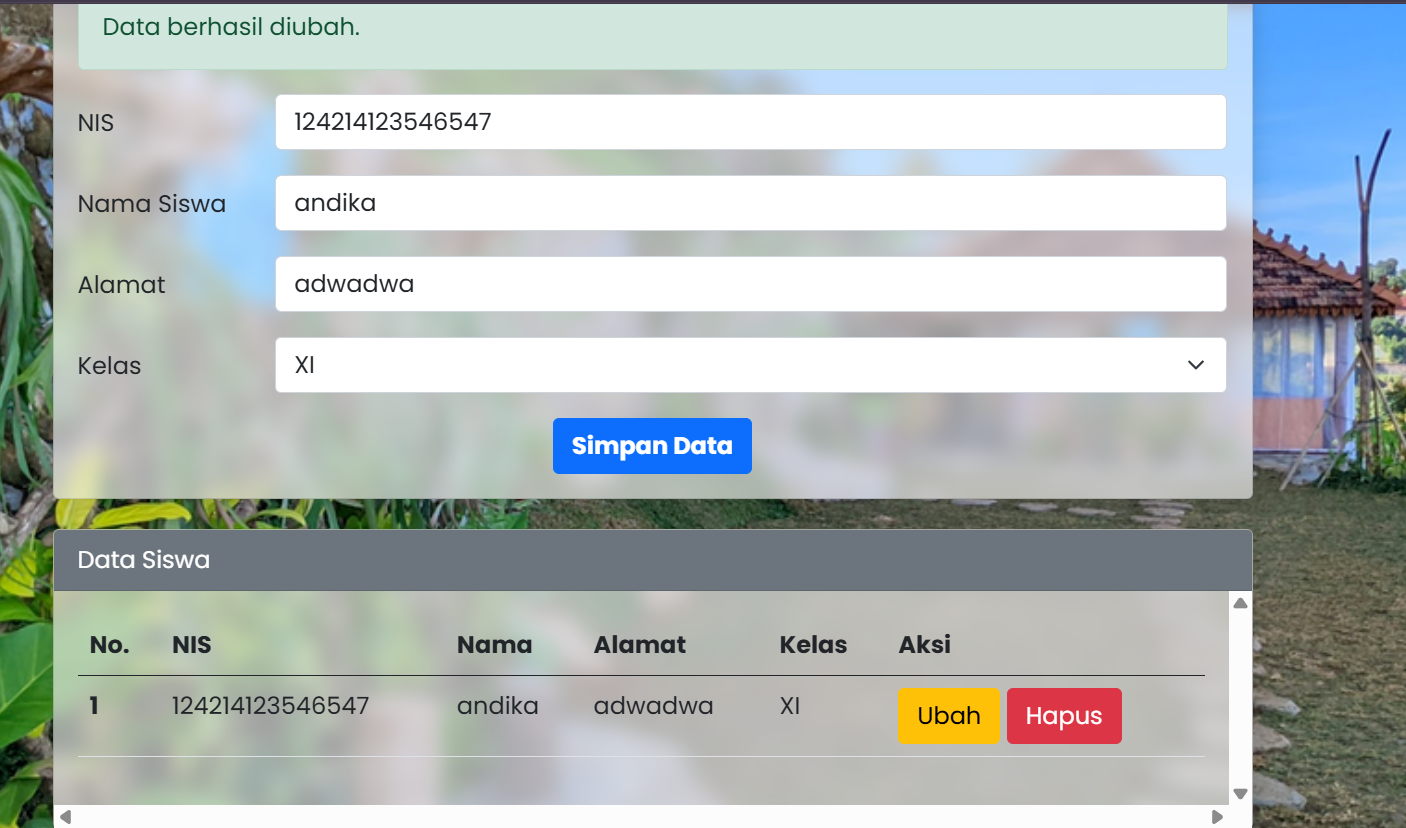 Data berhasil diubah.
NIS 124214123546547
Nama Siswa andika
Alamat adwadwa
Kelas XI
Simpan Data
Data Siswa
No. NIS Nama Alamat Kelas Aksi
1 124214123546547 andika adwadwa XI Ubah Hapus